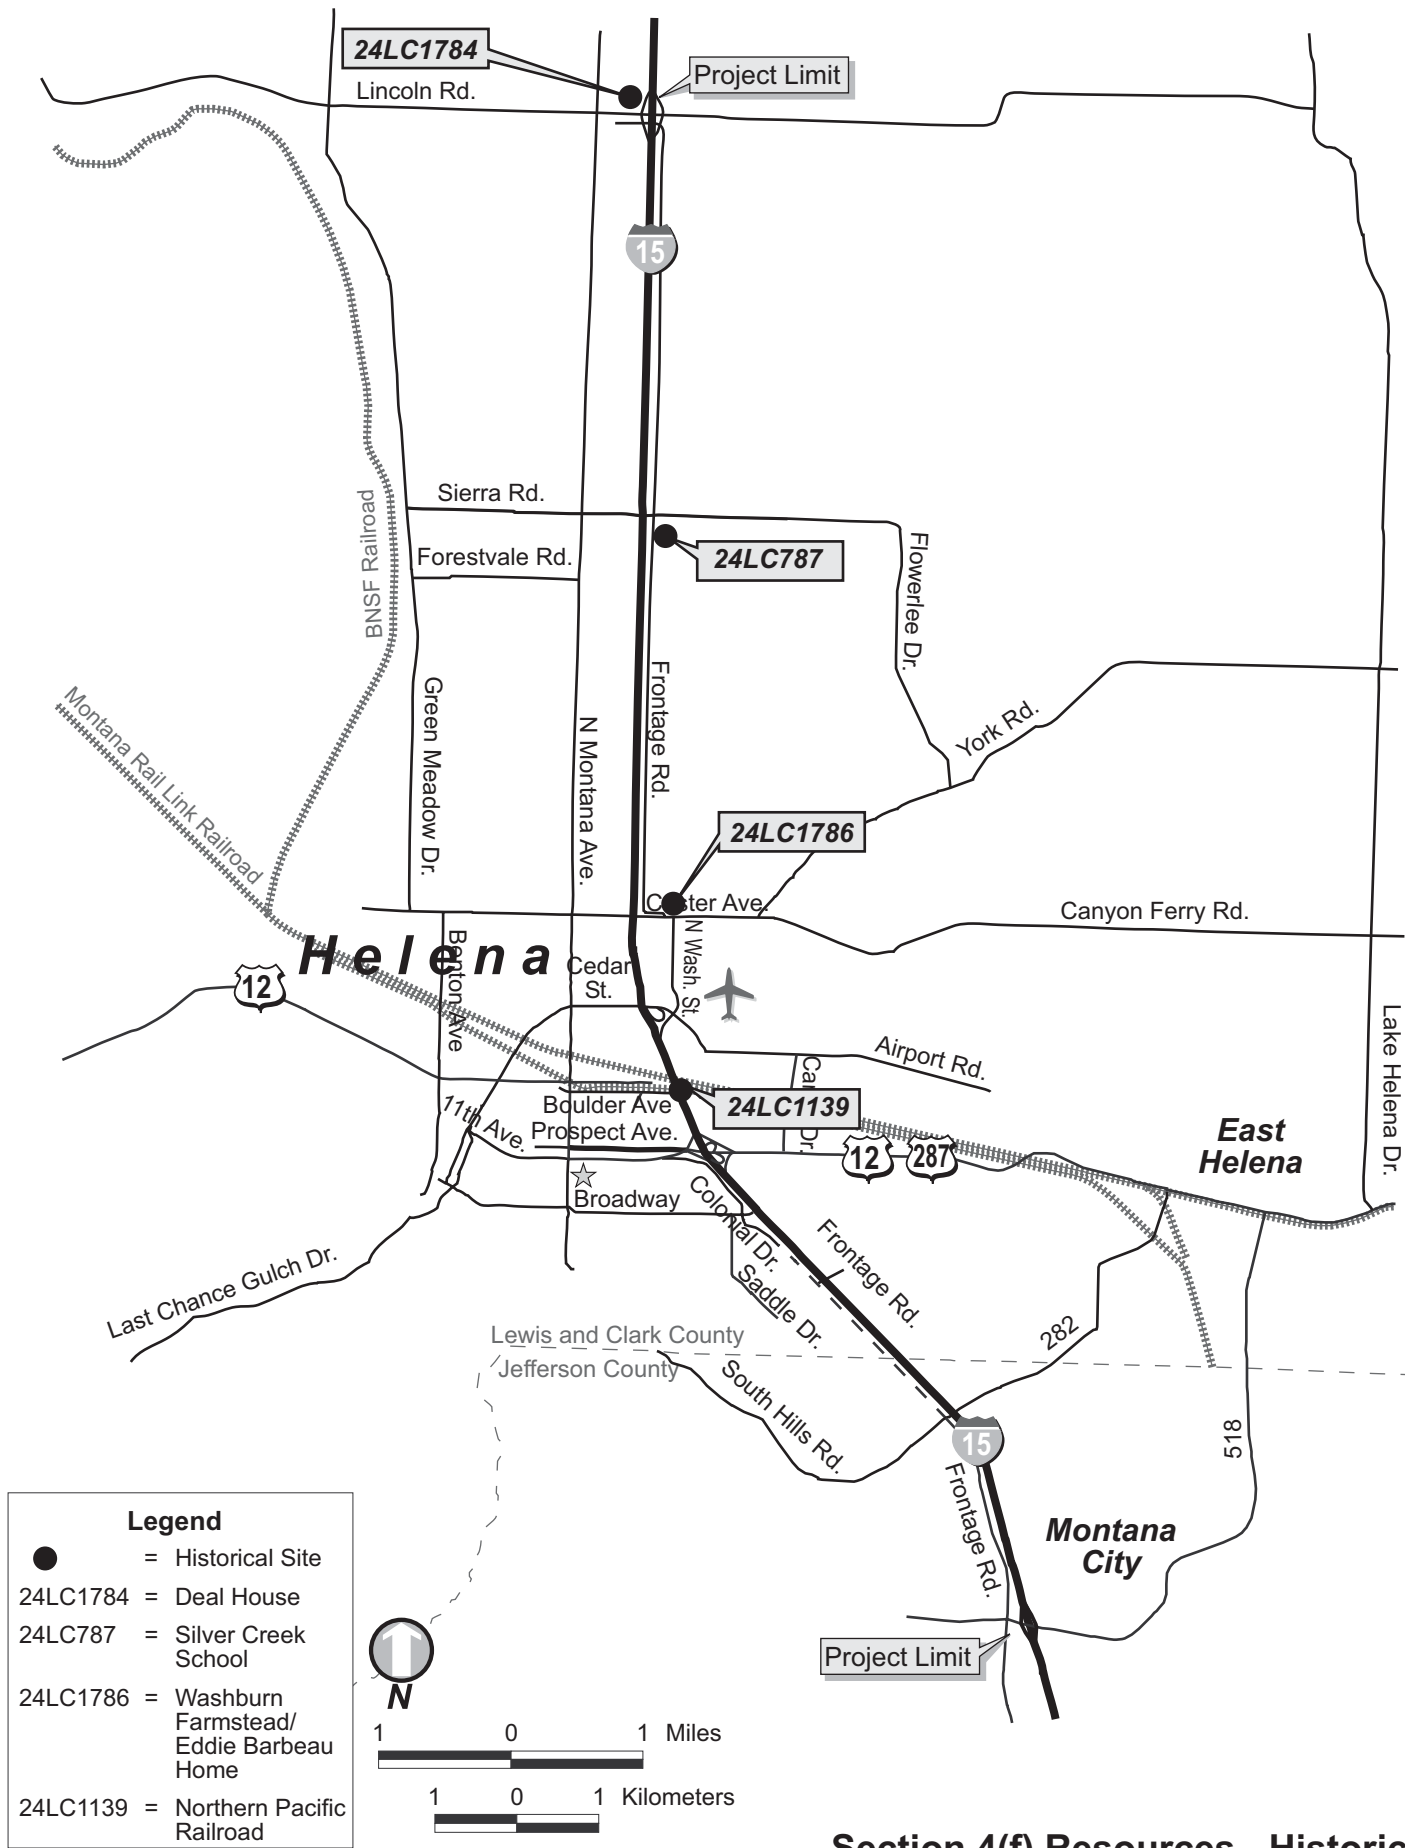 24LC1784
Project Limit
Lincoln Rd.
15
Sierra Rd.
Forestvale Rd.
24LC787
BNSF Railroad
Flowerlee Dr.
Green Meadow Dr.
N Montana Ave.
Frontage Rd.
York Rd.
Montana Rail Link Railroad
24LC1786
Custer Ave.
Canyon Ferry Rd.
Helena
Benton Ave
Cedar
St.
N Wash. St.
12
Airport Rd.
Lake Helena Dr.
Dr.
24LC1139
Boulder Ave
11th Ave.
Prospect Ave.
12
287
East
Helena
Broadway
Colonial Dr.
Saddle Dr.
Frontage Rd.
Last Chance Gulch Dr.
Lewis and Clark County
Jefferson County
282
South Hills Rd.
15
518
Frontage Rd.
Montana
City
Project Limit
Legend
= Historical Site
24LC1784 = Deal House
24LC787 = Silver Creek
School
24LC1786 = Washburn
Farmstead/
Eddie Barbeau
Home
24LC1139 = Northern Pacific
Railroad
N
1 0 1 Miles
1 0 1 Kilometers
Section 4(f) Resources - Historic